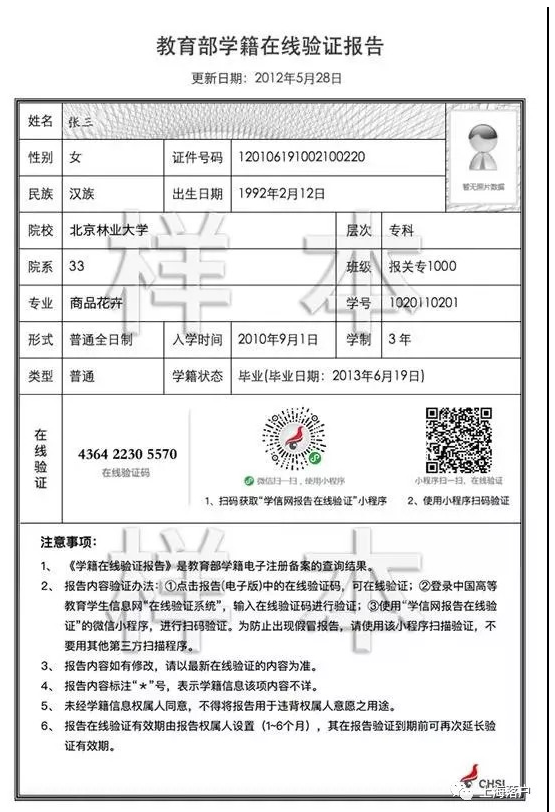 教育部学籍在线验证报告
更新日期：2012年5月28日
姓名 张三
性别 女 证件号码 120106191002100220
暂无照片数据
民族 汉族 出生日期 1992年2月12日
院校 北京林业大学 层次 专科
院系 33 班级 报关专1000
专业 商品花卉 学号 1020110201
形式 普通全日制 入学时间 2010年9月1日 学制 3 年
类型 普通 学籍状态 毕业(毕业日期：2013年6月19日)
样本
在线验证
4364 2230 5570
在线验证码
微信扫一扫，使用小程序
1、扫码获取“学信网报告在线验证”小程序
小程序扫一扫，在线验证
2、使用小程序扫码验证
注意事项：
1、《学籍在线验证报告》是教育部学籍电子注册备案的查询结果。
2、报告内容验证办法：①点击报告(电子版)中的在线验证码，可在线验证；②登录中国高等
教育学生信息网“在线验证系统”，输入在线验证码进行验证；③使用“学信网报告在线验
证”的微信小程序，进行扫码验证。为防止出现假冒报告，请使用该小程序扫描验证，不
要用其他第三方扫描程序。
3、报告内容如有修改，请以最新在线验证的内容为准。
4、报告内容标注“＊”号，表示学籍信息该项内容不详。
5、未经学籍信息权属人同意，不得将报告用于违背权属人意愿之用途。
6、报告在线验证有效期由报告权属人设置（1~6个月），其在报告验证到期前可再次延长验
证有效期。
样本
CHSI
上海落户